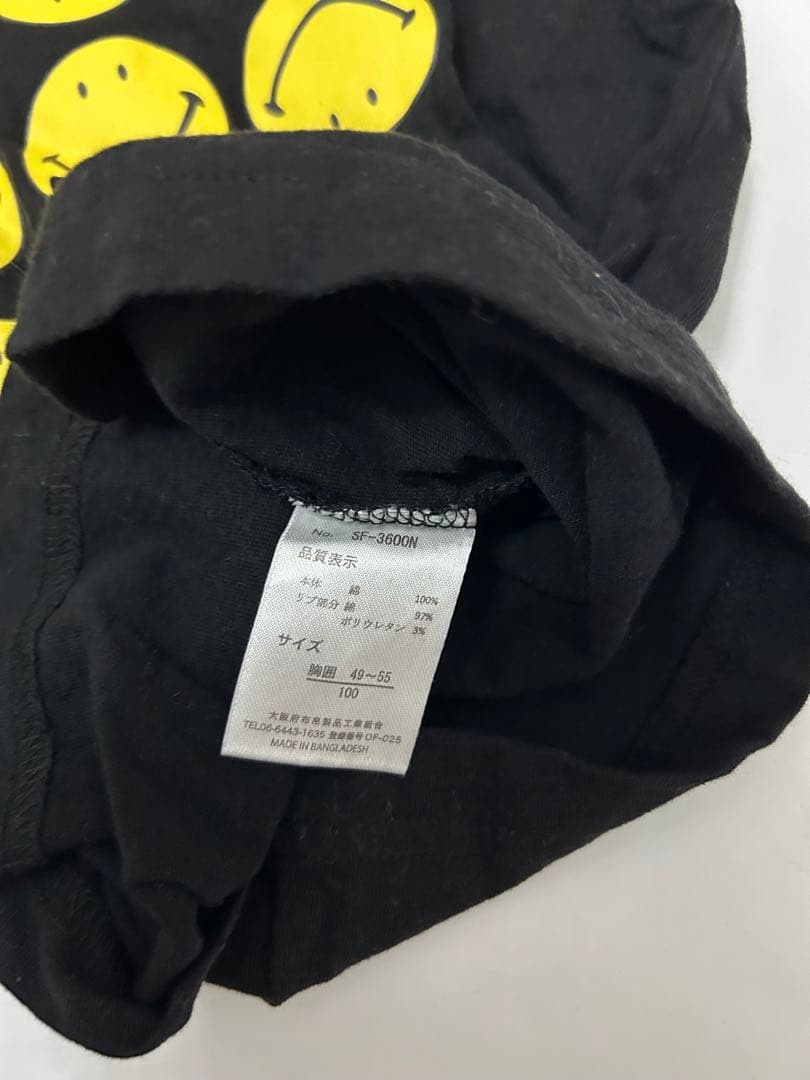 No. SF-3600N
品質表示
本体 綿 100%
リブ部分 綿 97%
ポリウレタン 3%
サイズ
胸囲 49〜55
100
大阪府布帛製品工業組合
TEL06-6443-1635 登録番号OF-025
MADE IN BANGLADESH